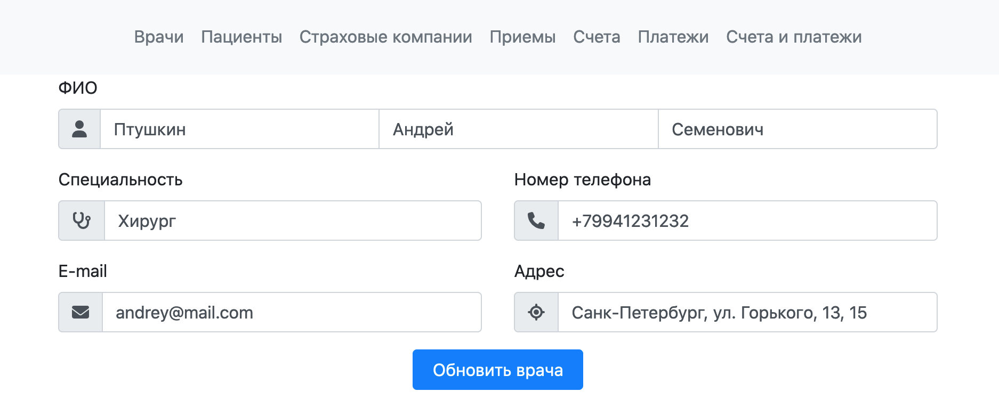 Врачи Пациенты Страховые компании Приемы Счета Платежи Счета и платежи
ФИО
Птушкин Андрей Семенович
Специальность Номер телефона
Хирург +79941231232
E-mail Адрес
andrey@mail.com Санк-Петербург, ул. Горького, 13, 15
Обновить врача